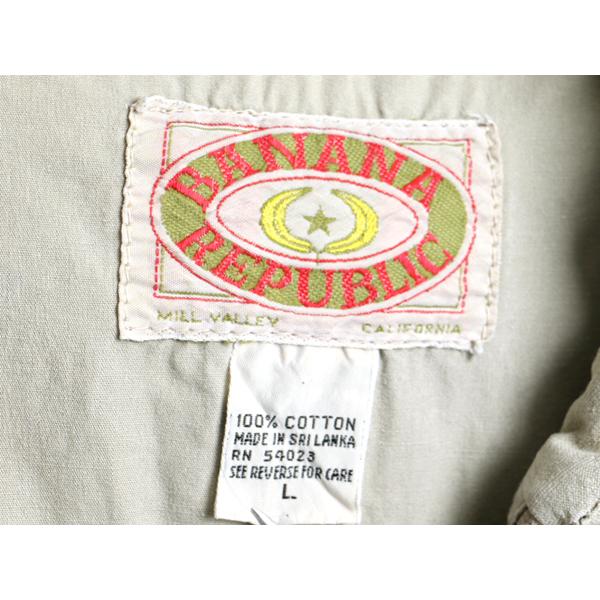 BANANA
REPUBLIC
MILL VALLEY CALIFORNIA
100% COTTON
MADE IN SRI LANKA
RN 54023
SEE REVERSE FOR CARE
L